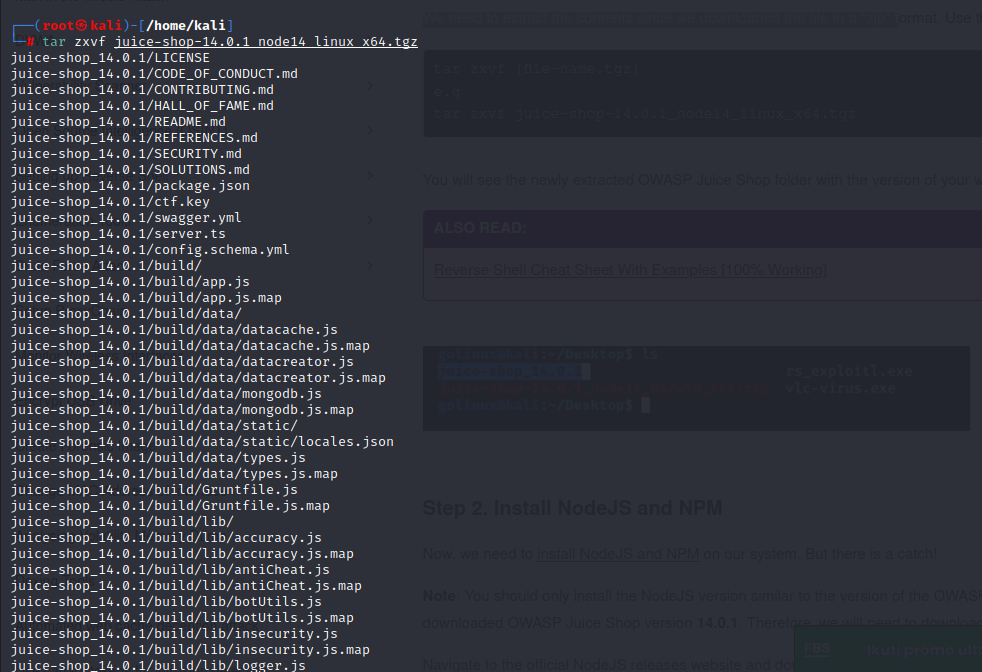 ┌──(root㉿kali)-[/home/kali]
└─# tar zxvf juice-shop-14.0.1_node14_linux_x64.tgz
juice-shop_14.0.1/LICENSE
juice-shop_14.0.1/CODE_OF_CONDUCT.md
juice-shop_14.0.1/CONTRIBUTING.md
juice-shop_14.0.1/HALL_OF_FAME.md
juice-shop_14.0.1/README.md
juice-shop_14.0.1/REFERENCES.md
juice-shop_14.0.1/SECURITY.md
juice-shop_14.0.1/SOLUTIONS.md
juice-shop_14.0.1/package.json
juice-shop_14.0.1/ctf.key
juice-shop_14.0.1/swagger.yml
juice-shop_14.0.1/server.ts
juice-shop_14.0.1/config.schema.yml
juice-shop_14.0.1/build/
juice-shop_14.0.1/build/app.js
juice-shop_14.0.1/build/app.js.map
juice-shop_14.0.1/build/data/
juice-shop_14.0.1/build/data/datacache.js
juice-shop_14.0.1/build/data/datacache.js.map
juice-shop_14.0.1/build/data/datacreator.js
juice-shop_14.0.1/build/data/datacreator.js.map
juice-shop_14.0.1/build/data/mongodb.js
juice-shop_14.0.1/build/data/mongodb.js.map
juice-shop_14.0.1/build/data/static/
juice-shop_14.0.1/build/data/static/locales.json
juice-shop_14.0.1/build/data/types.js
juice-shop_14.0.1/build/data/types.js.map
juice-shop_14.0.1/build/Gruntfile.js
juice-shop_14.0.1/build/Gruntfile.js.map
juice-shop_14.0.1/build/lib/
juice-shop_14.0.1/build/lib/accuracy.js
juice-shop_14.0.1/build/lib/accuracy.js.map
juice-shop_14.0.1/build/lib/antiCheat.js
juice-shop_14.0.1/build/lib/antiCheat.js.map
juice-shop_14.0.1/build/lib/botUtils.js
juice-shop_14.0.1/build/lib/botUtils.js.map
juice-shop_14.0.1/build/lib/insecurity.js
juice-shop_14.0.1/build/lib/insecurity.js.map
juice-shop_14.0.1/build/lib/logger.js
ormat. Use t
tar zxvf [file-name.tgz]
e.g
tar zxvf juice-shop-14.0.1_node14_linux_x64.tgz
You will see the newly extracted OWASP Juice Shop folder with the version of your
ALSO READ:
Reverse Shell Cheat Sheet With Examples [100% Working]
golinux@kali:~/Desktop$ ls
juice-shop_14.0.1 rs_exploitl.exe
vlc-virus.exe
golinux@kali:~/Desktop$
Step 2. Install NodeJS and NPM
Now, we need to install NodeJS and NPM on our system. But there is a catch!
Note: You should only install the NodeJS version similar to the version of the OWASP
downloaded OWASP Juice Shop version 14.0.1. Therefore, we will need to download
Navigate to the official NodeJS releases website and do
FBS Ikuti promo ulti